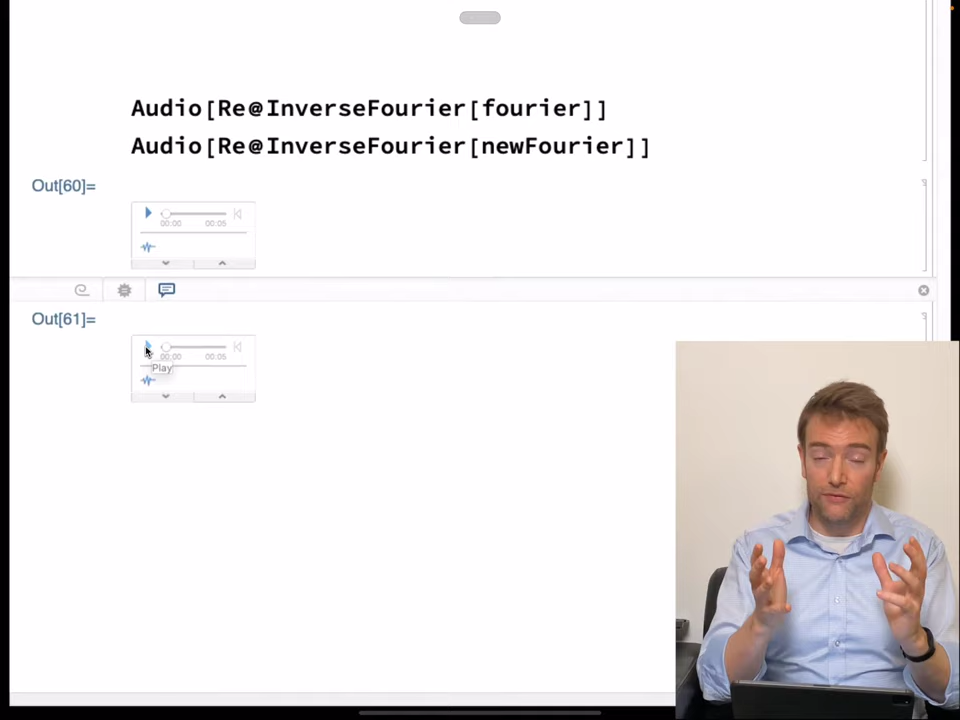 Audio[Re@InverseFourier[fourier]]
Audio[Re@InverseFourier[newFourier]]
Out[60]=
00:00 00:05
Out[61]=
00:00 00:05
Play